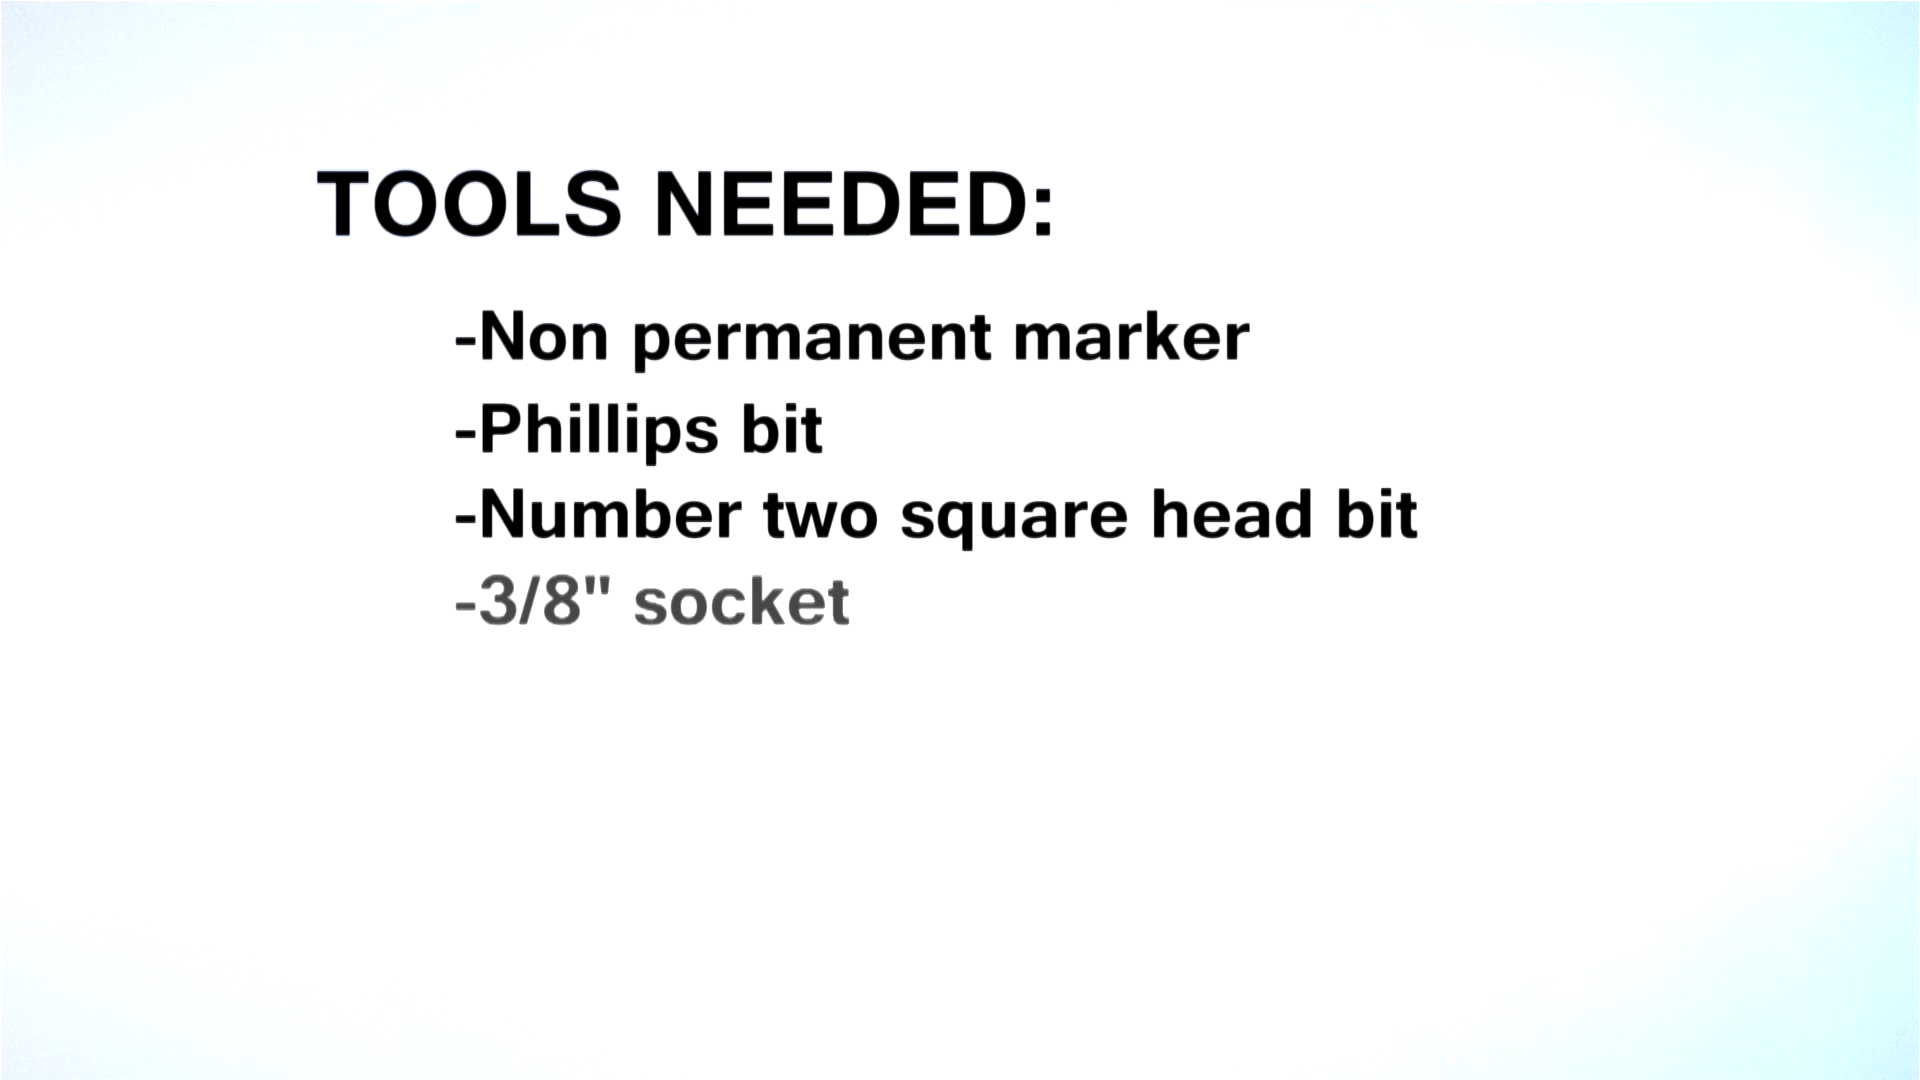 TOOLS NEEDED:
-Non permanent marker
-Phillips bit
-Number two square head bit
-3/8" socket